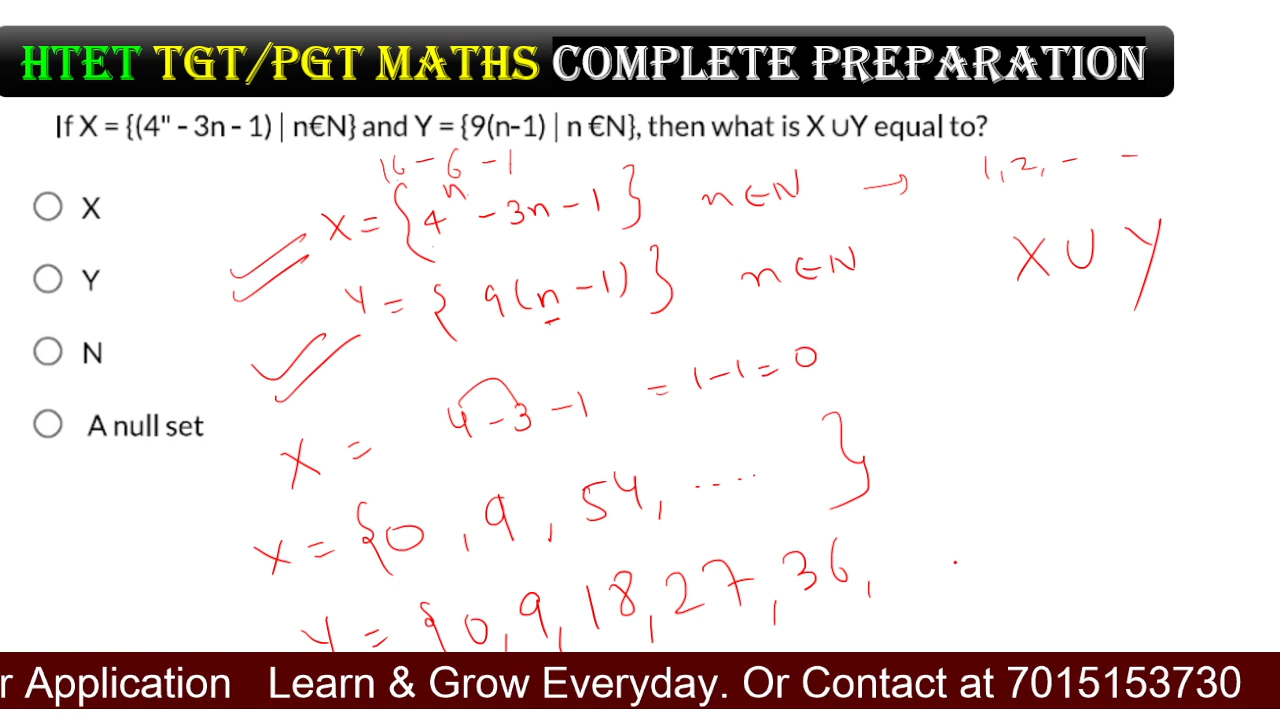 HTET TGT/PGT MATHS COMPLETE PREPARATION
If X = {(4" - 3n - 1) | n€N} and Y = {9(n-1) | n €N}, then what is X ∪Y equal to?
16 - 6 - 1
X
X = {4ⁿ - 3n - 1} n ∈ N → 1, 2, - -
Y
Y = { 9(n - 1) } n ∈ N
X ∪ Y
N
X = 4 - 3 - 1 = 1 - 1 = 0
A null set
X = {0, 9, 54, ..... }
Y = {0, 9, 18, 27, 36,
r Application Learn & Grow Everyday. Or Contact at 7015153730